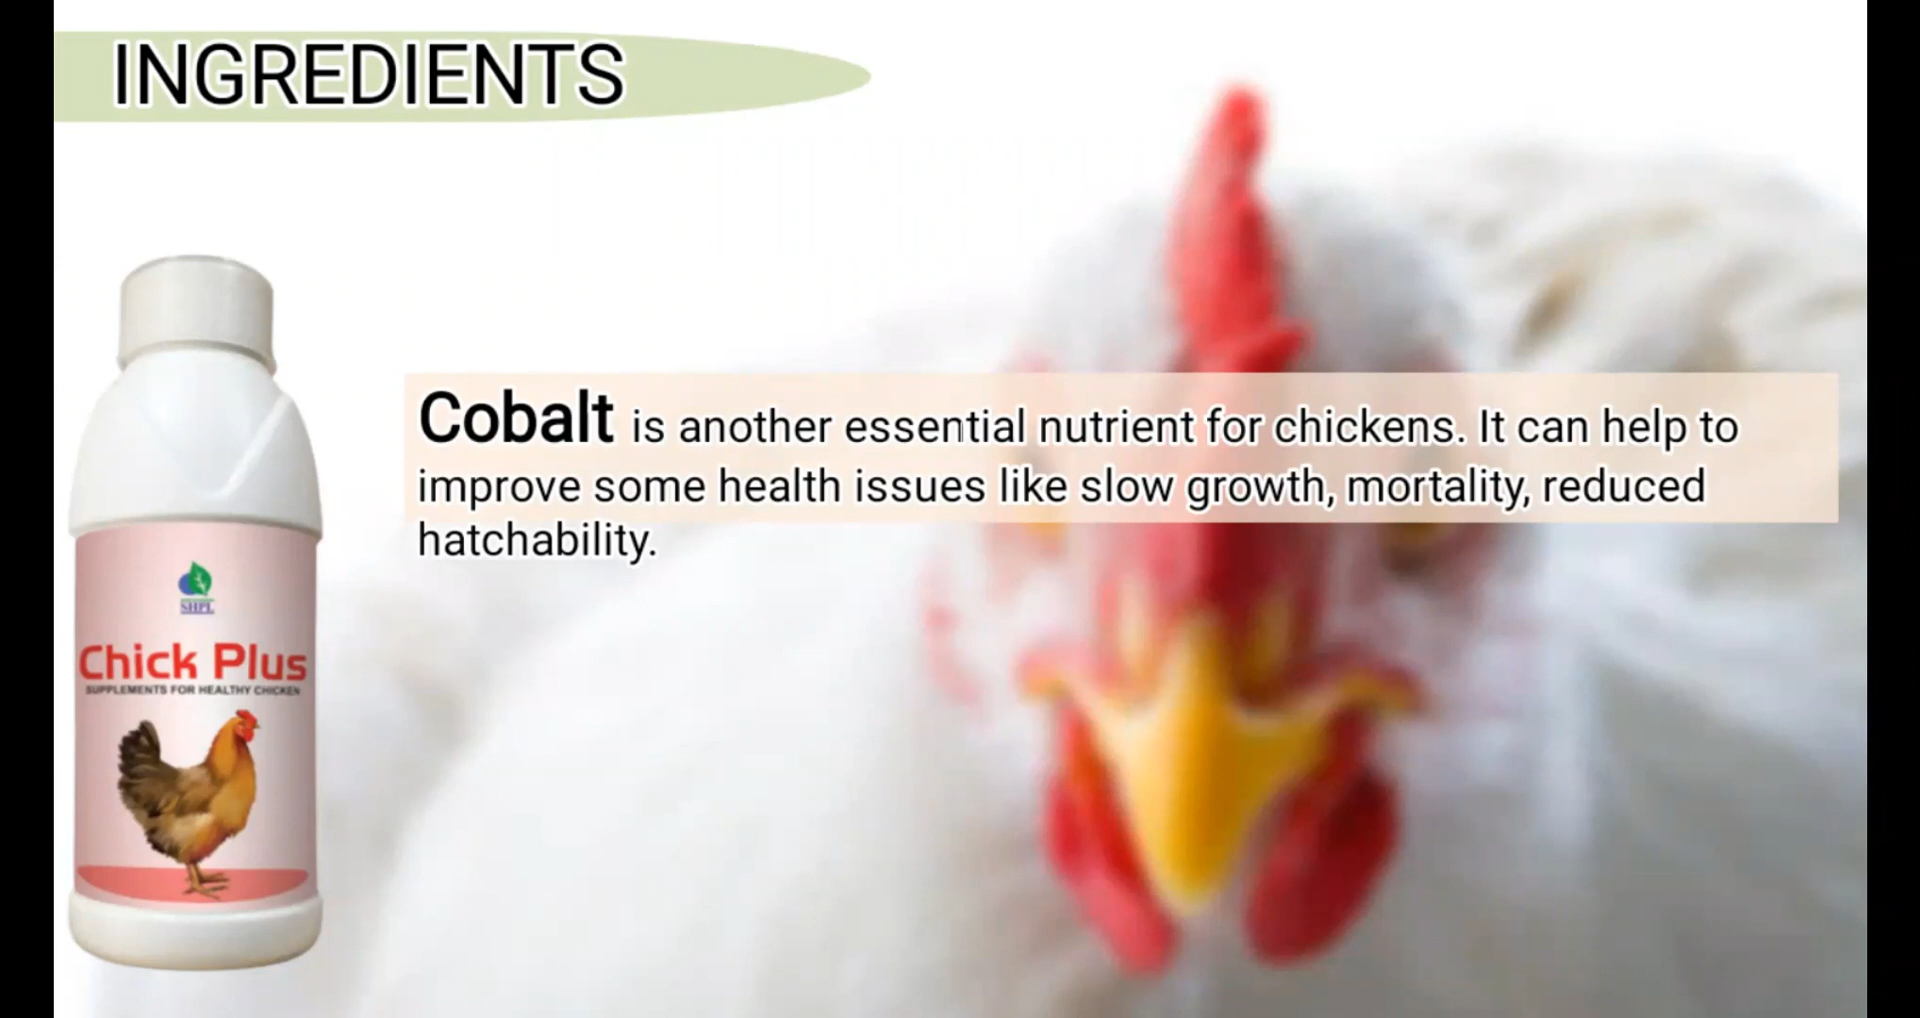 INGREDIENTS
Cobalt is another essential nutrient for chickens. It can help to
improve some health issues like slow growth, mortality, reduced
hatchability.
SHPL
Chick Plus
SUPPLEMENTS FOR HEALTHY CHICKEN